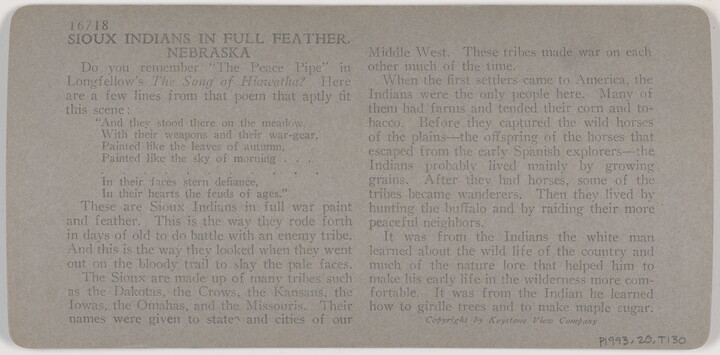 16718
SIOUX INDIANS IN FULL FEATHER.
NEBRASKA
Do you remember "The Peace Pipe" in
Longfellow's The Song of Hiawatha? Here
are a few lines from that poem that aptly fit
this scene:
"And they stood there on the meadow,
With their weapons and their war-gear,
Painted like the leaves of autumn,
Painted like the sky of morning . . .
. . . . . . . . .
In their faces stern defiance,
In their hearts the feuds of ages."
These are Sioux Indians in full war paint
and feather. This is the way they rode forth
in days of old to do battle with an enemy tribe.
And this is the way they looked when they went
out on the bloody trail to slay the pale faces.
The Sioux are made up of many tribes such
as the Dakotas, the Crows, the Kansans, the
Iowas, the Omahas, and the Missouris. Their
names were given to states and cities of our
Middle West. These tribes made war on each
other much of the time.
When the first settlers came to America, the
Indians were the only people here. Many of
them had farms and tended their corn and to-
bacco. Before they captured the wild horses
of the plains—the offspring of the horses that
escaped from the early Spanish explorers—the
Indians probably lived mainly by growing
grains. After they had horses, some of the
tribes became wanderers. Then they lived by
hunting the buffalo and by raiding their more
peaceful neighbors.
It was from the Indians the white man
learned about the wild life of the country and
much of the nature lore that helped him to
make his early life in the wilderness more com-
fortable. It was from the Indian he learned
how to girdle trees and to make maple sugar.
Copyright by Keystone View Company
P1993.20.T130